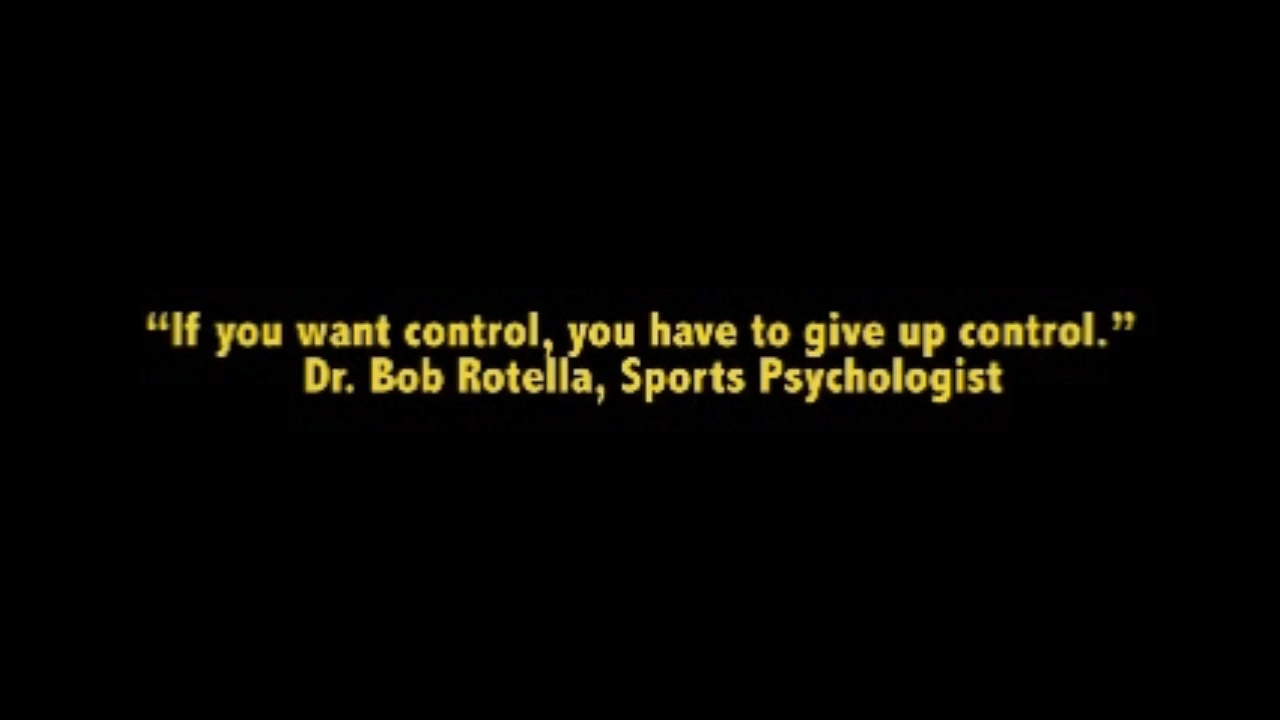 “If you want control, you have to give up control.”
Dr. Bob Rotella, Sports Psychologist